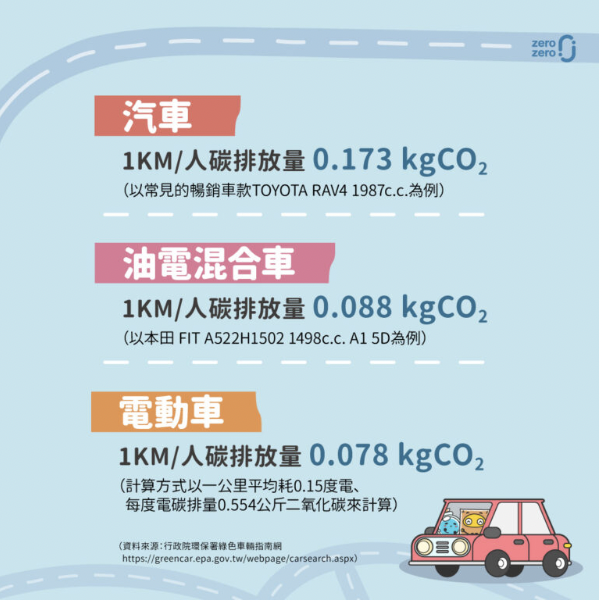 zero
zero
汽車
1KM/人碳排放量 0.173 kgCO₂
（以常見的暢銷車款TOYOTA RAV4 1987c.c.為例）
油電混合車
1KM/人碳排放量 0.088 kgCO₂
（以本田 FIT A522H1502 1498c.c. A1 5D為例）
電動車
1KM/人碳排放量 0.078 kgCO₂
（計算方式以一公里平均耗0.15度電、
每度電碳排量0.554公斤二氧化碳來計算）
（資料來源：行政院環保署綠色車輛指南網
https://greencar.epa.gov.tw/webpage/carsearch.aspx）